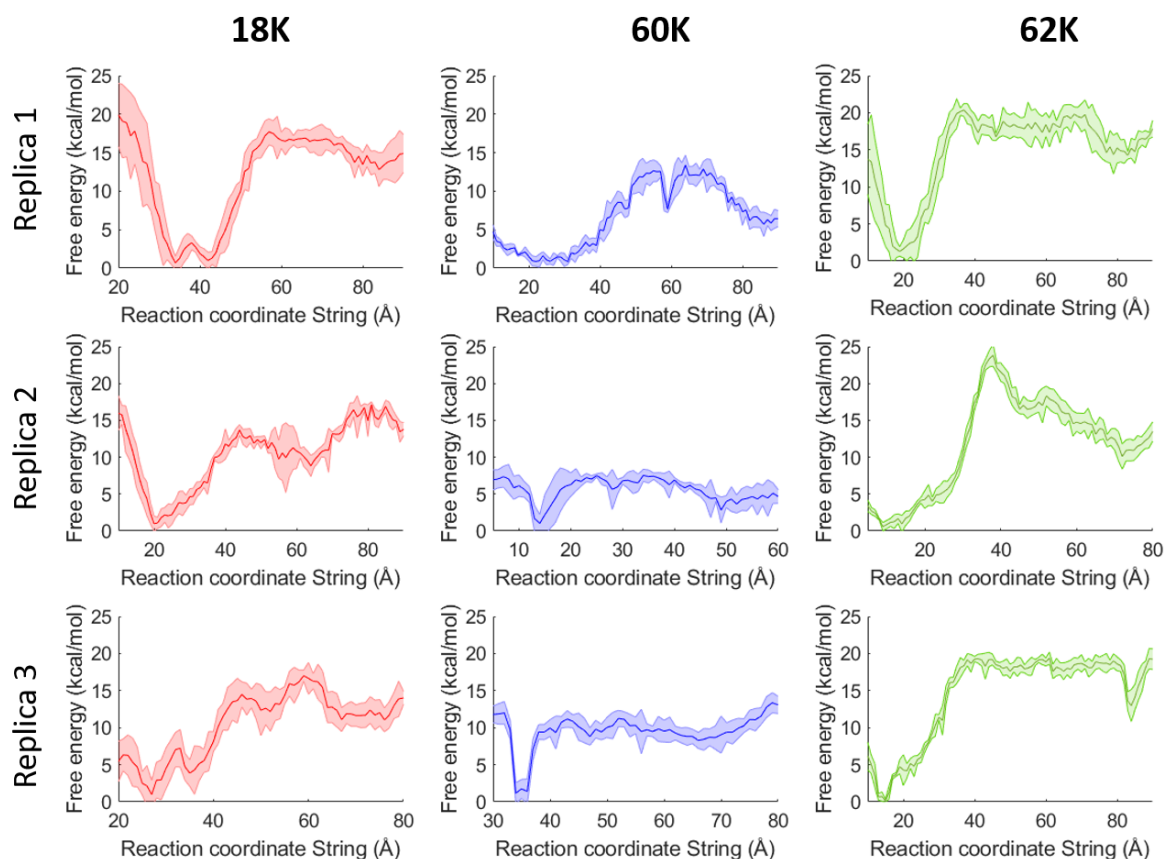 18K 60K 62K
Replica 1
Free energy (kcal/mol)
25
20
15
10
5
0
20 40 60 80
Reaction coordinate String (Å)
Free energy (kcal/mol)
25
20
15
10
5
0
20 40 60 80
Reaction coordinate String (Å)
Free energy (kcal/mol)
25
20
15
10
5
0
20 40 60 80
Reaction coordinate String (Å)
Replica 2
Free energy (kcal/mol)
25
20
15
10
5
0
20 40 60 80
Reaction coordinate String (Å)
Free energy (kcal/mol)
25
20
15
10
5
0
10 20 30 40 50 60
Reaction coordinate String (Å)
Free energy (kcal/mol)
25
20
15
10
5
0
20 40 60 80
Reaction coordinate String (Å)
Replica 3
Free energy (kcal/mol)
25
20
15
10
5
0
20 40 60 80
Reaction coordinate String (Å)
Free energy (kcal/mol)
25
20
15
10
5
0
30 40 50 60 70 80
Reaction coordinate String (Å)
Free energy (kcal/mol)
25
20
15
10
5
0
20 40 60 80
Reaction coordinate String (Å)